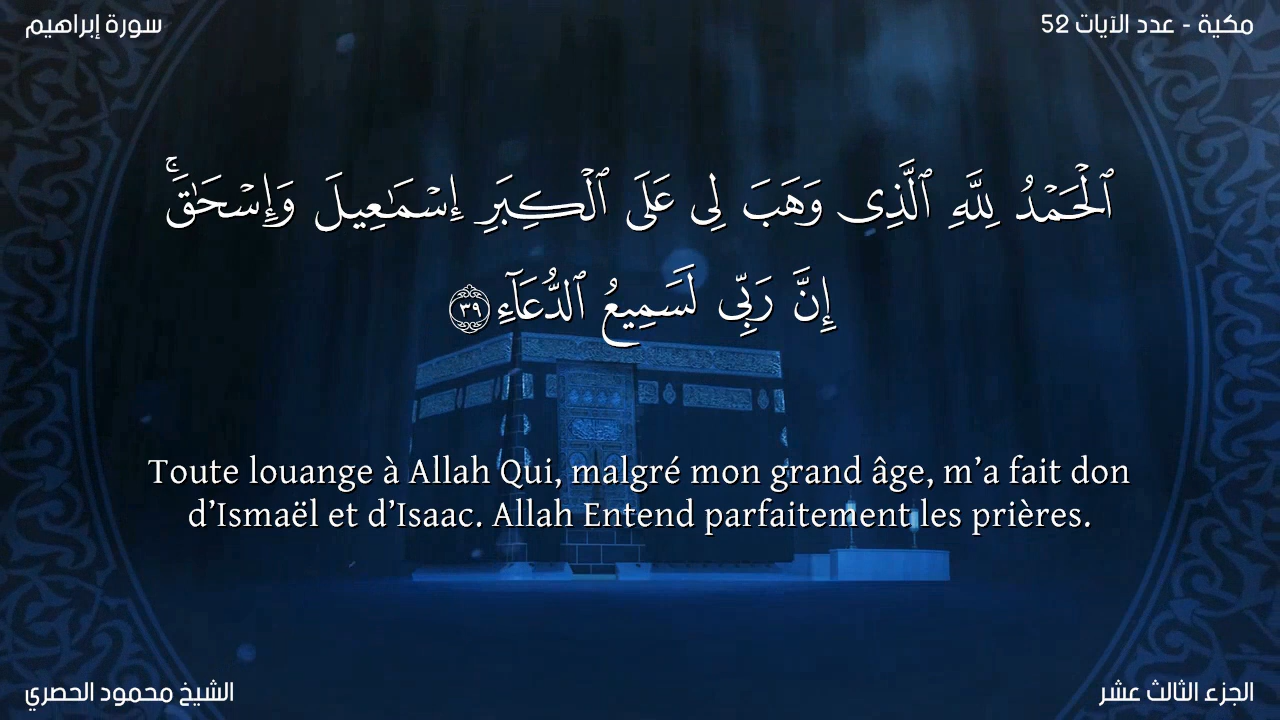 سورة إبراهيم
مكية - عدد الآيات 52
ٱلْحَمْدُ لِلَّهِ ٱلَّذِى وَهَبَ لِى عَلَى ٱلْكِبَرِ إِسْمَٰعِيلَ وَإِسْحَٰقَ ۚ
إِنَّ رَبِّى لَسَمِيعُ ٱلدُّعَآءِ ٣٩
Toute louange à Allah Qui, malgré mon grand âge, m’a fait don
d’Ismaël et d’Isaac. Allah Entend parfaitement les prières.
الشيخ محمود الحصري
الجزء الثالث عشر